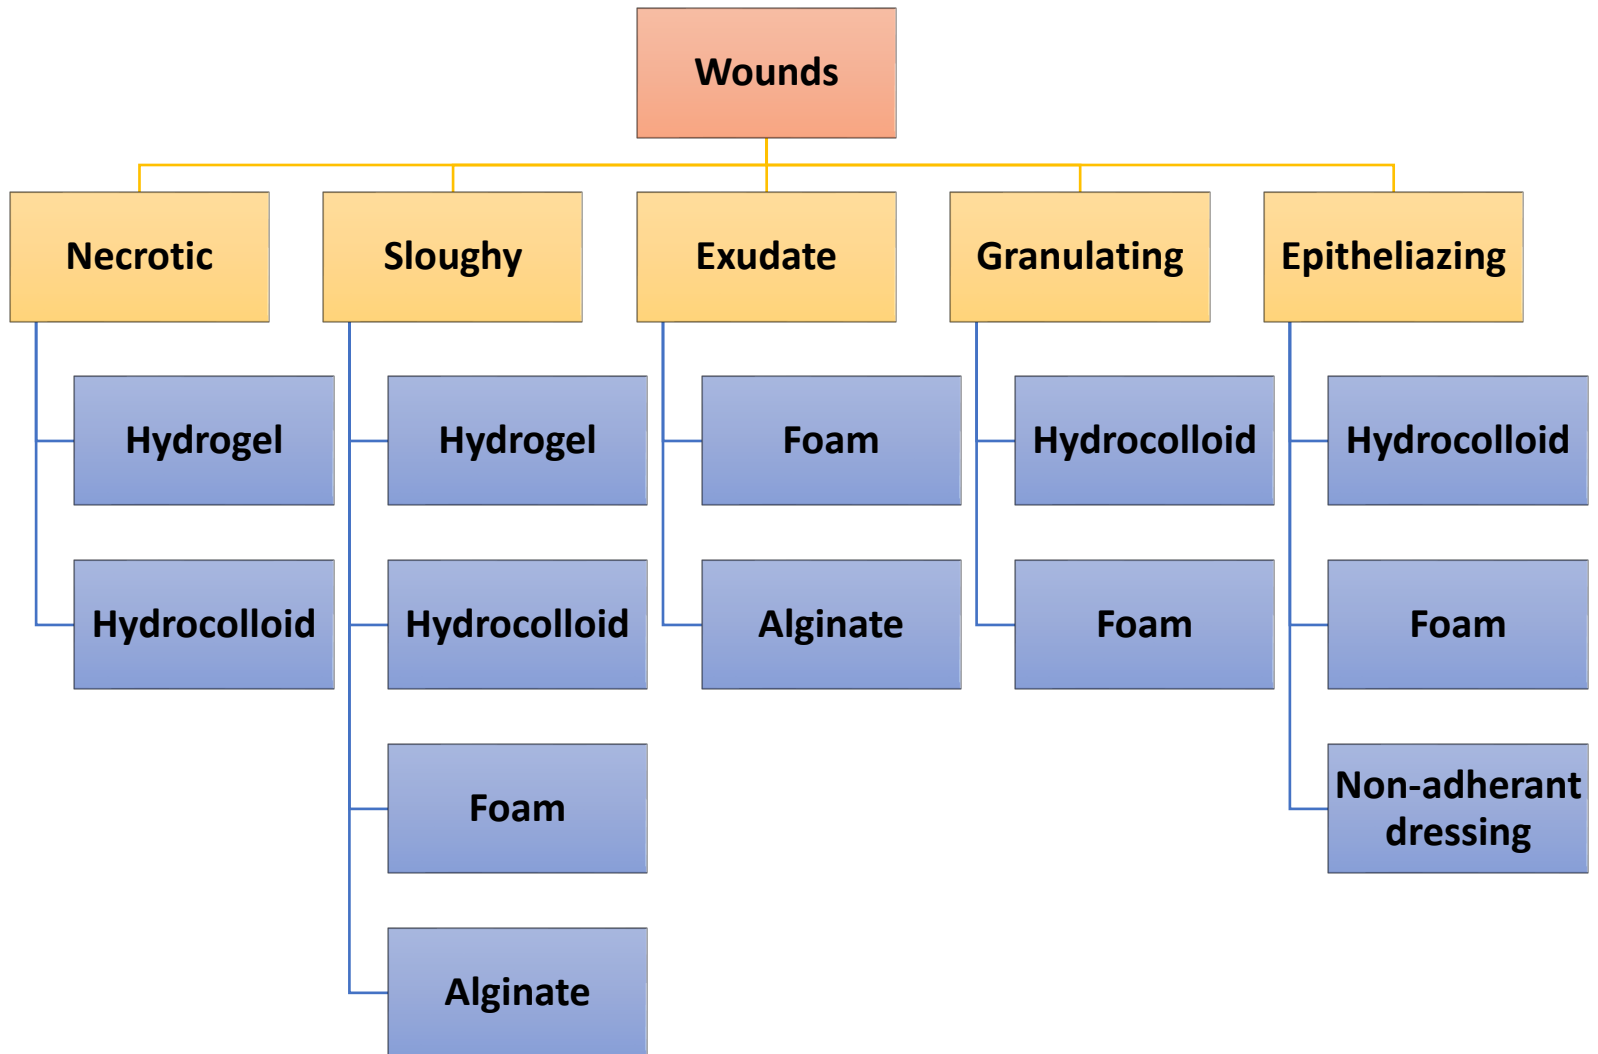 Wounds
Necrotic
Sloughy
Exudate
Granulating
Epitheliazing
Hydrogel
Hydrogel
Foam
Hydrocolloid
Hydrocolloid
Hydrocolloid
Hydrocolloid
Alginate
Foam
Foam
Foam
Non-adherant
dressing
Alginate